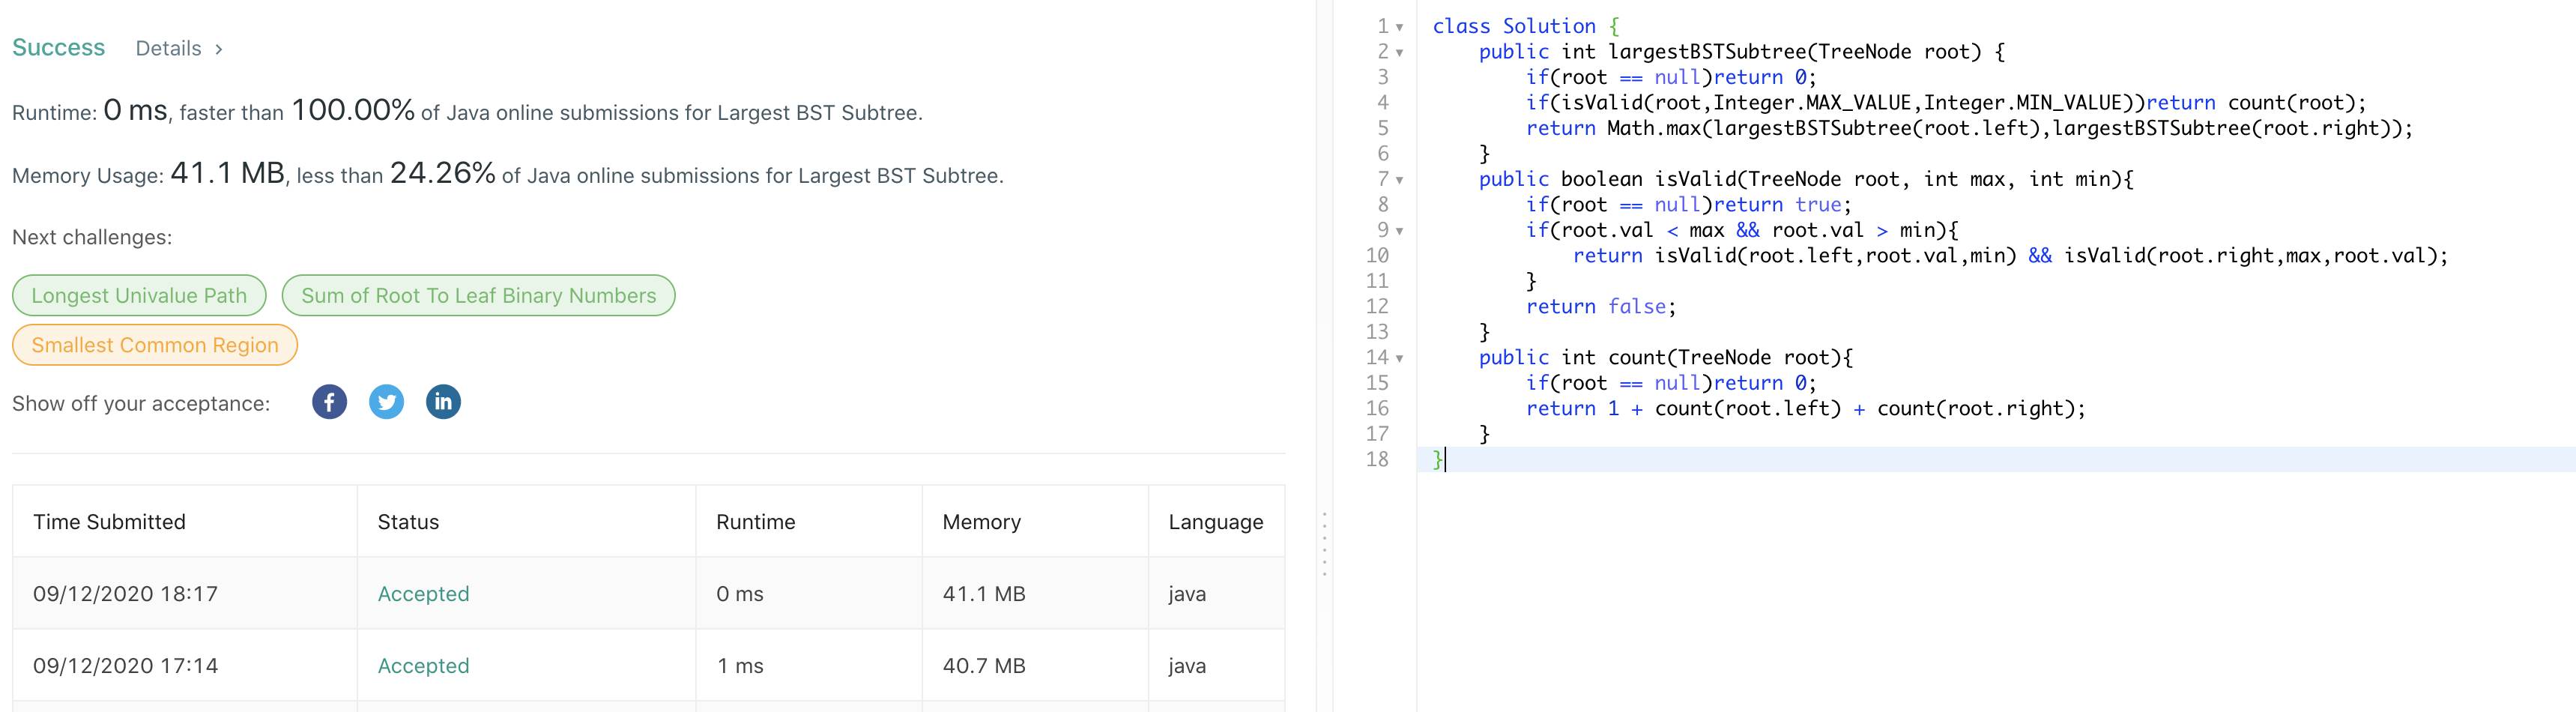 Success Details >
Runtime: 0 ms, faster than 100.00% of Java online submissions for Largest BST Subtree.
Memory Usage: 41.1 MB, less than 24.26% of Java online submissions for Largest BST Subtree.
Next challenges:
Longest Univalue Path Sum of Root To Leaf Binary Numbers
Smallest Common Region
Show off your acceptance: f in
Time Submitted Status Runtime Memory Language
09/12/2020 18:17 Accepted 0 ms 41.1 MB java
09/12/2020 17:14 Accepted 1 ms 40.7 MB java
1 class Solution {
2     public int largestBSTSubtree(TreeNode root) {
3         if(root == null)return 0;
4         if(isValid(root,Integer.MAX_VALUE,Integer.MIN_VALUE))return count(root);
5         return Math.max(largestBSTSubtree(root.left),largestBSTSubtree(root.right));
6     }
7     public boolean isValid(TreeNode root, int max, int min){
8         if(root == null)return true;
9         if(root.val < max && root.val > min){
10             return isValid(root.left,root.val,min) && isValid(root.right,max,root.val);
11         }
12         return false;
13     }
14     public int count(TreeNode root){
15         if(root == null)return 0;
16         return 1 + count(root.left) + count(root.right);
17     }
18 }